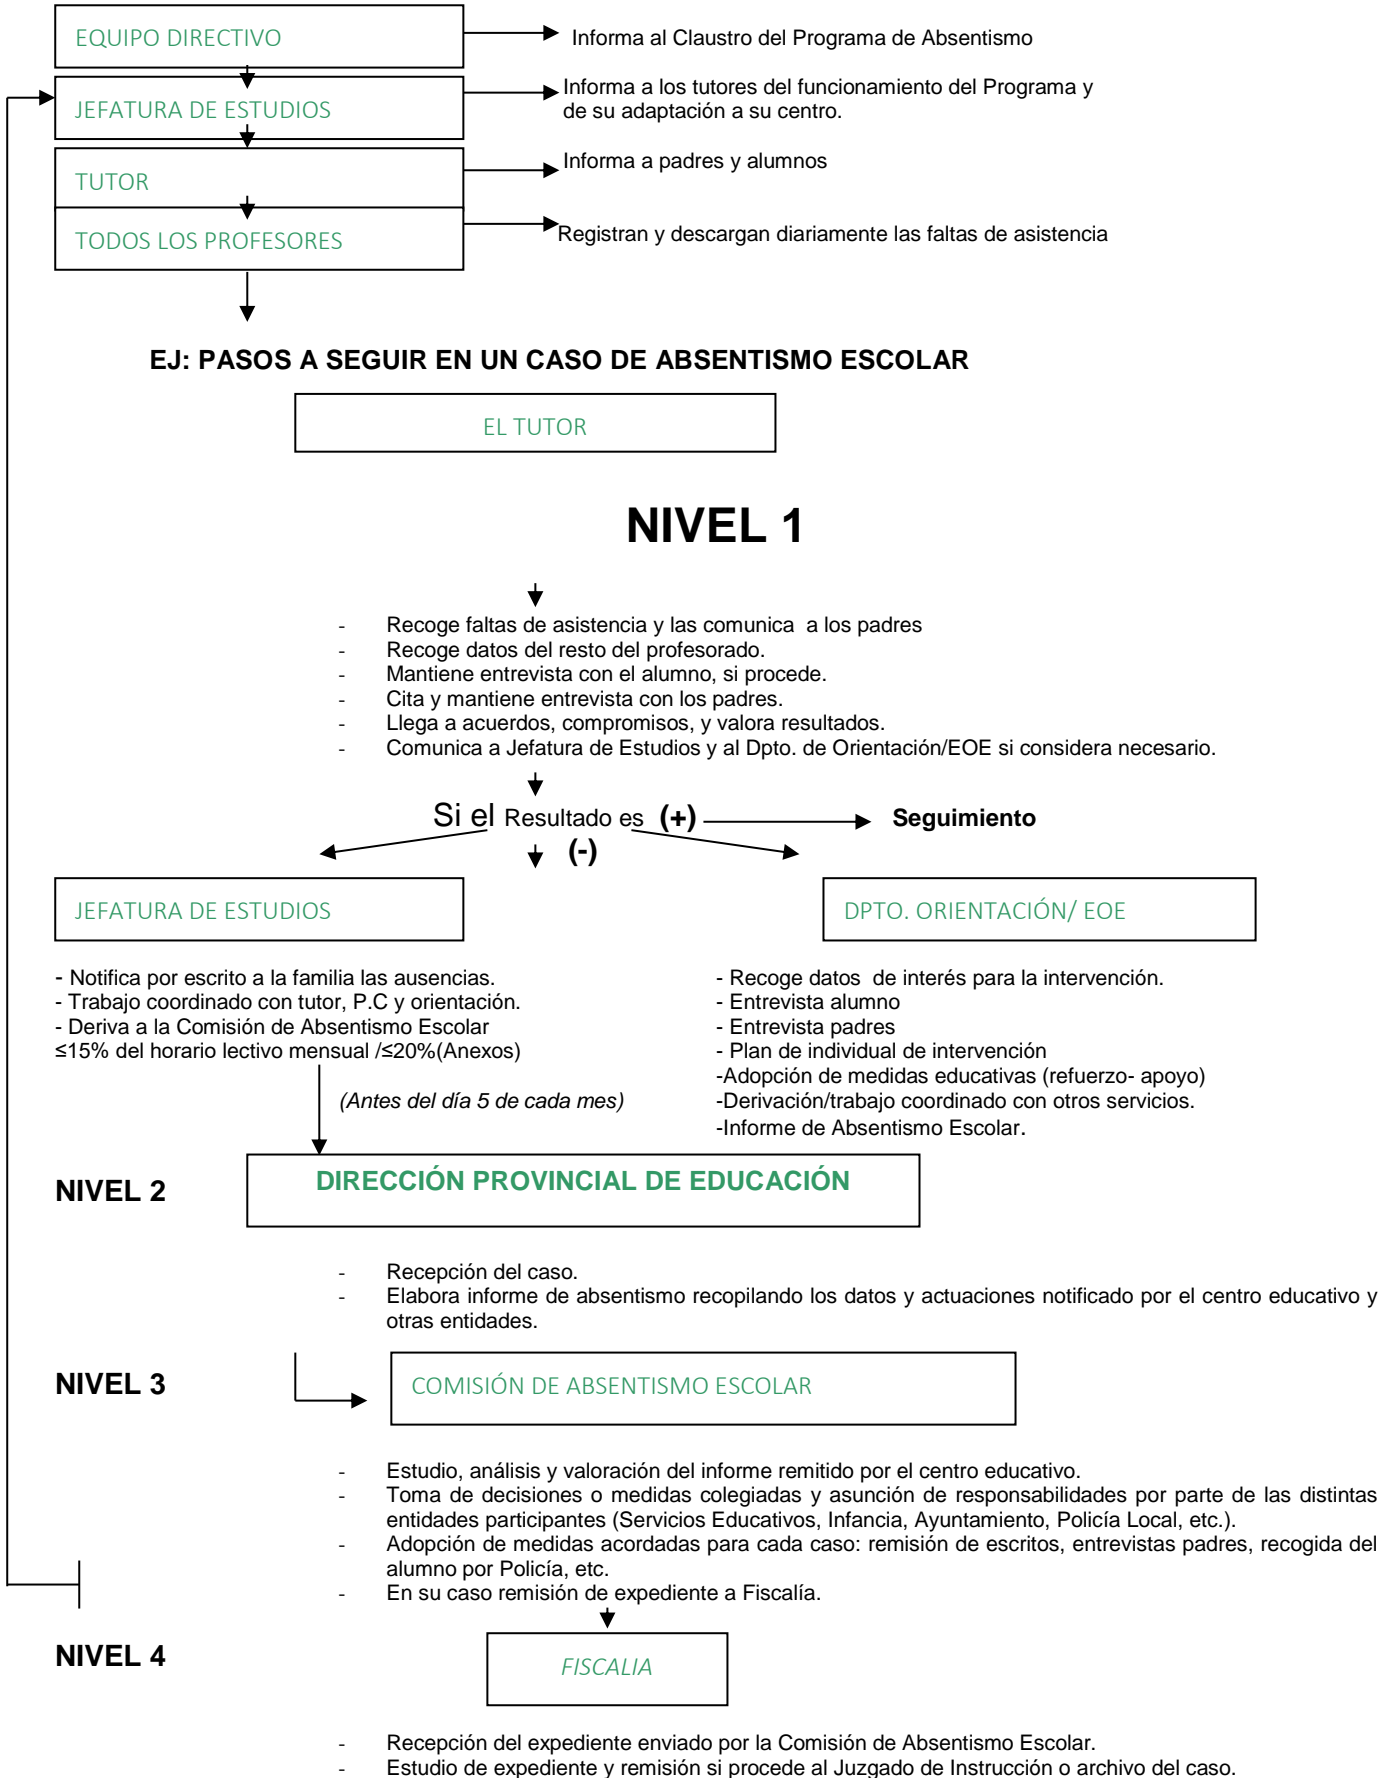 EQUIPO DIRECTIVO
Informa al Claustro del Programa de Absentismo
JEFATURA DE ESTUDIOS
Informa a los tutores del funcionamiento del Programa y
de su adaptación a su centro.
TUTOR
Informa a padres y alumnos
TODOS LOS PROFESORES
Registran y descargan diariamente las faltas de asistencia
EJ: PASOS A SEGUIR EN UN CASO DE ABSENTISMO ESCOLAR
EL TUTOR
NIVEL 1
- Recoge faltas de asistencia y las comunica  a los padres
- Recoge datos del resto del profesorado.
- Mantiene entrevista con el alumno, si procede.
- Cita y mantiene entrevista con los padres.
- Llega a acuerdos, compromisos, y valora resultados.
- Comunica a Jefatura de Estudios y al Dpto. de Orientación/EOE si considera necesario.
Si el Resultado es (+) Seguimiento
(-)
JEFATURA DE ESTUDIOS
- Notifica por escrito a la familia las ausencias.
- Trabajo coordinado con tutor, P.C y orientación.
- Deriva a la Comisión de Absentismo Escolar
≤15% del horario lectivo mensual /≤20%(Anexos)
(Antes del día 5 de cada mes)
DPTO. ORIENTACIÓN/ EOE
- Recoge datos  de interés para la intervención.
- Entrevista alumno
- Entrevista padres
- Plan de individual de intervención
-Adopción de medidas educativas (refuerzo- apoyo)
-Derivación/trabajo coordinado con otros servicios.
-Informe de Absentismo Escolar.
NIVEL 2
DIRECCIÓN PROVINCIAL DE EDUCACIÓN
- Recepción del caso.
- Elabora informe de absentismo recopilando los datos y actuaciones notificado por el centro educativo y
otras entidades.
NIVEL 3
COMISIÓN DE ABSENTISMO ESCOLAR
- Estudio, análisis y valoración del informe remitido por el centro educativo.
- Toma de decisiones o medidas colegiadas y asunción de responsabilidades por parte de las distintas
entidades participantes (Servicios Educativos, Infancia, Ayuntamiento, Policía Local, etc.).
- Adopción de medidas acordadas para cada caso: remisión de escritos, entrevistas padres, recogida del
alumno por Policía, etc.
- En su caso remisión de expediente a Fiscalía.
NIVEL 4
FISCALIA
- Recepción del expediente enviado por la Comisión de Absentismo Escolar.
- Estudio de expediente y remisión si procede al Juzgado de Instrucción o archivo del caso.